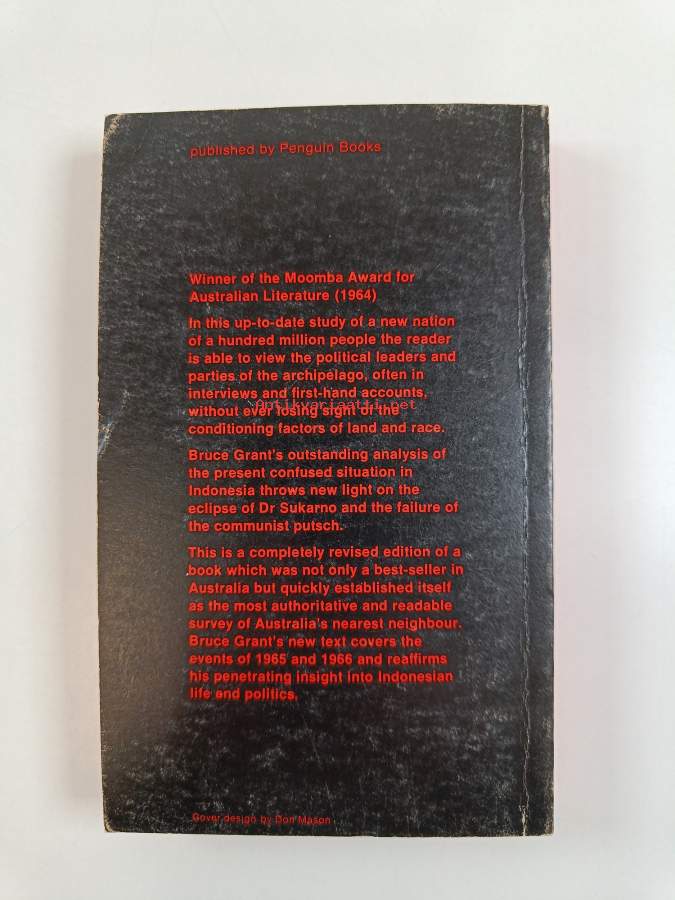 published by Penguin Books
Winner of the Moomba Award for
Australian Literature (1964)
In this up-to-date study of a new nation
of a hundred million people the reader
is able to view the political leaders and
parties of the archipelago, often in
interviews and first-hand accounts,
without ever losing sight of the
conditioning factors of land and race.
Bruce Grant's outstanding analysis of
the present confused situation in
Indonesia throws new light on the
eclipse of Dr Sukarno and the failure of
the communist putsch.
This is a completely revised edition of a
book which was not only a best-seller in
Australia but quickly established itself
as the most authoritative and readable
survey of Australia's nearest neighbour.
Bruce Grant's new text covers the
events of 1965 and 1966 and reaffirms
his penetrating insight into Indonesian
life and politics.
Cover design by Don Mason